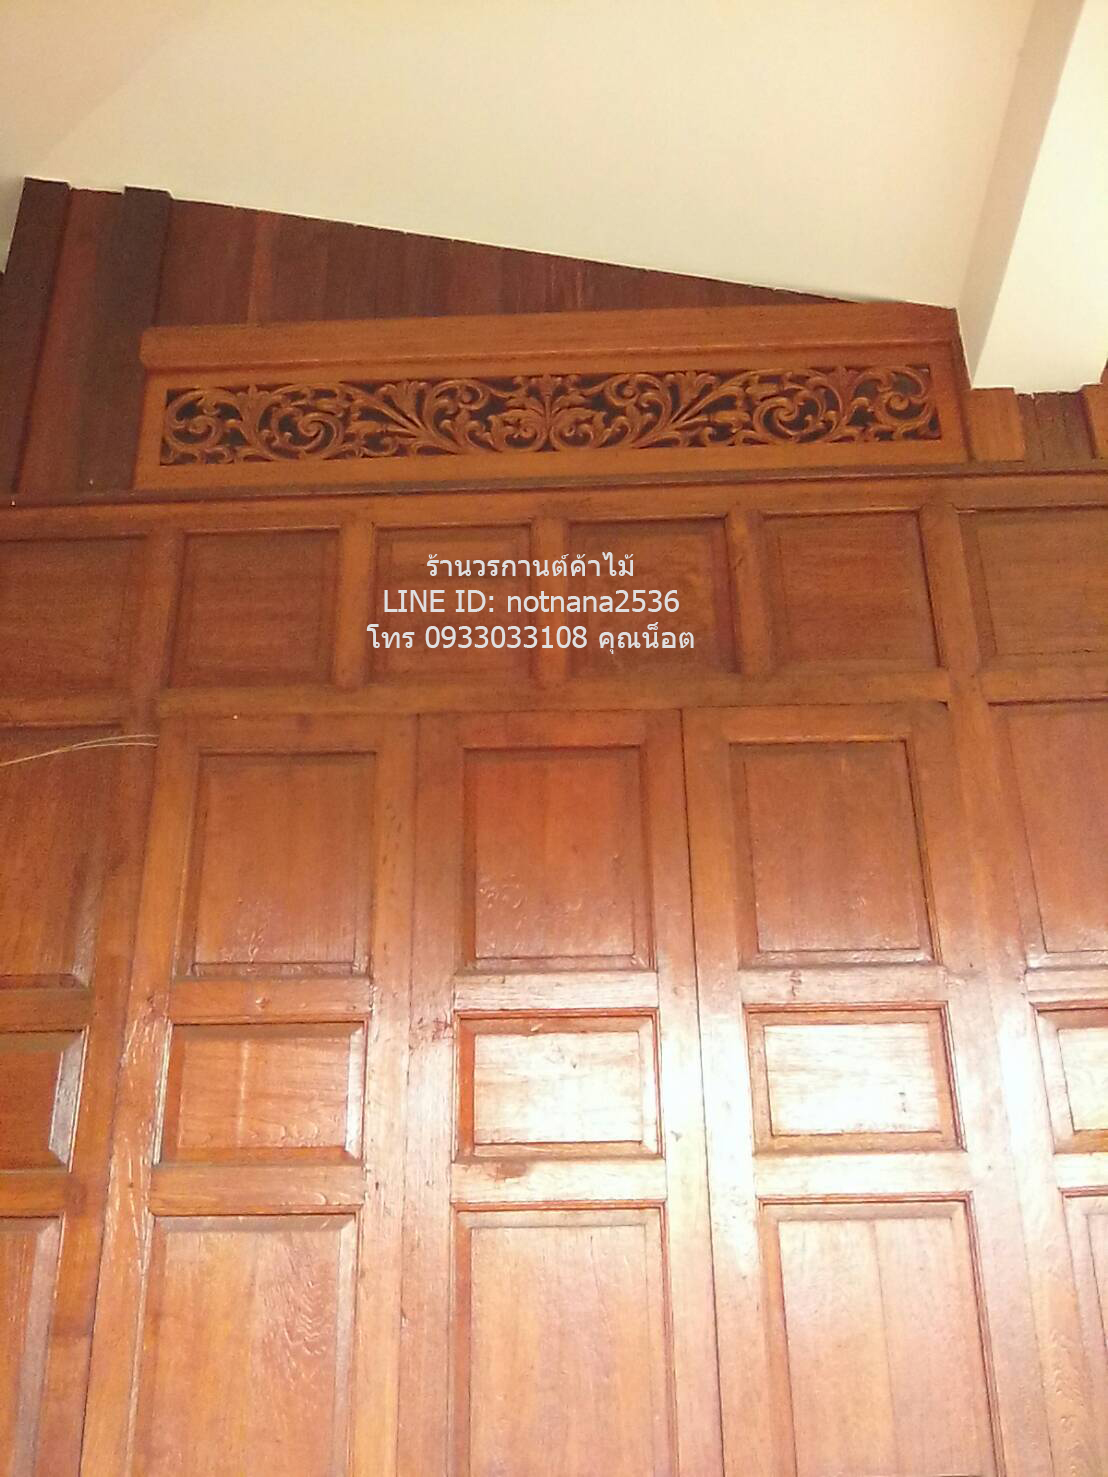 ร้านวรกานต์ค้าไม้
LINE ID: notnana2536
โทร 0933033108 คุณน็อต